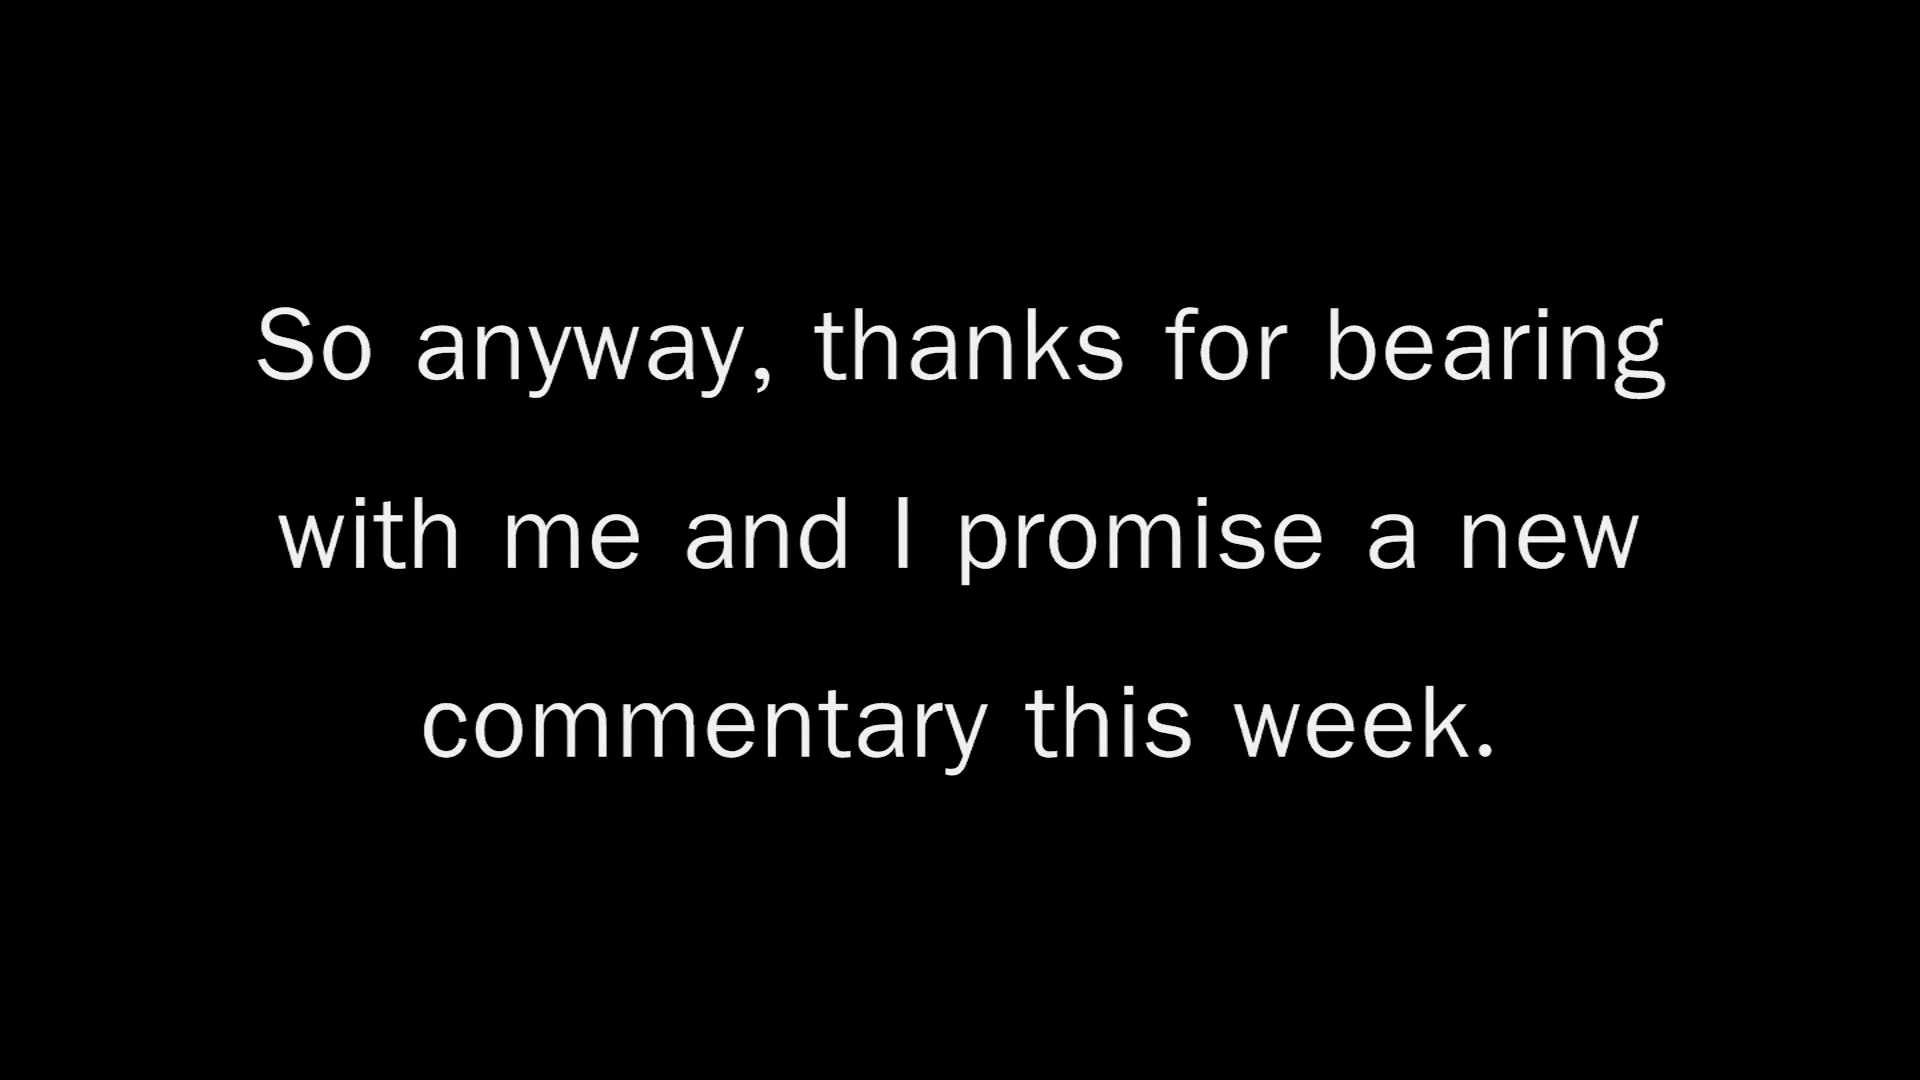 So anyway, thanks for bearing
with me and I promise a new
commentary this week.